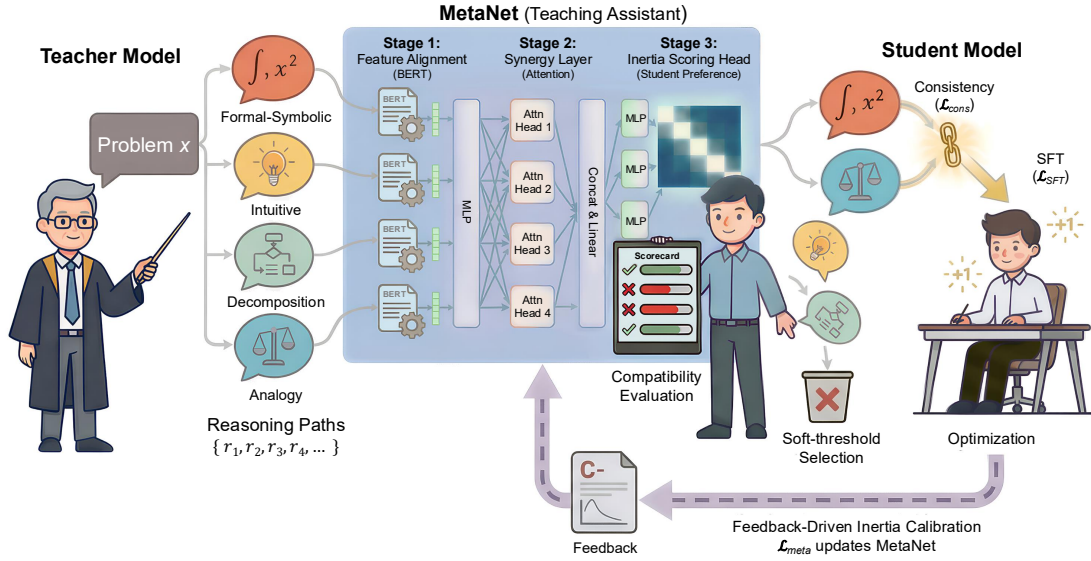 MetaNet (Teaching Assistant)
Teacher Model
Problem x
∫, x²
Formal-Symbolic
Intuitive
Decomposition
Analogy
Reasoning Paths
{ r₁, r₂, r₃, r₄, ... }
Stage 1:
Feature Alignment
(BERT)
BERT
BERT
BERT
BERT
MLP
Stage 2:
Synergy Layer
(Attention)
Attn
Head 1
Attn
Head 2
Attn
Head 3
Attn
Head 4
Concat & Linear
Stage 3:
Inertia Scoring Head
(Student Preference)
MLP
MLP
MLP
Scorecard
Compatibility
Evaluation
Student Model
∫, x²
Consistency
(𝓛cons)
SFT
(𝓛SFT)
+1
+1
Soft-threshold
Selection
Optimization
C-
Feedback
Feedback-Driven Inertia Calibration
𝓛meta updates MetaNet